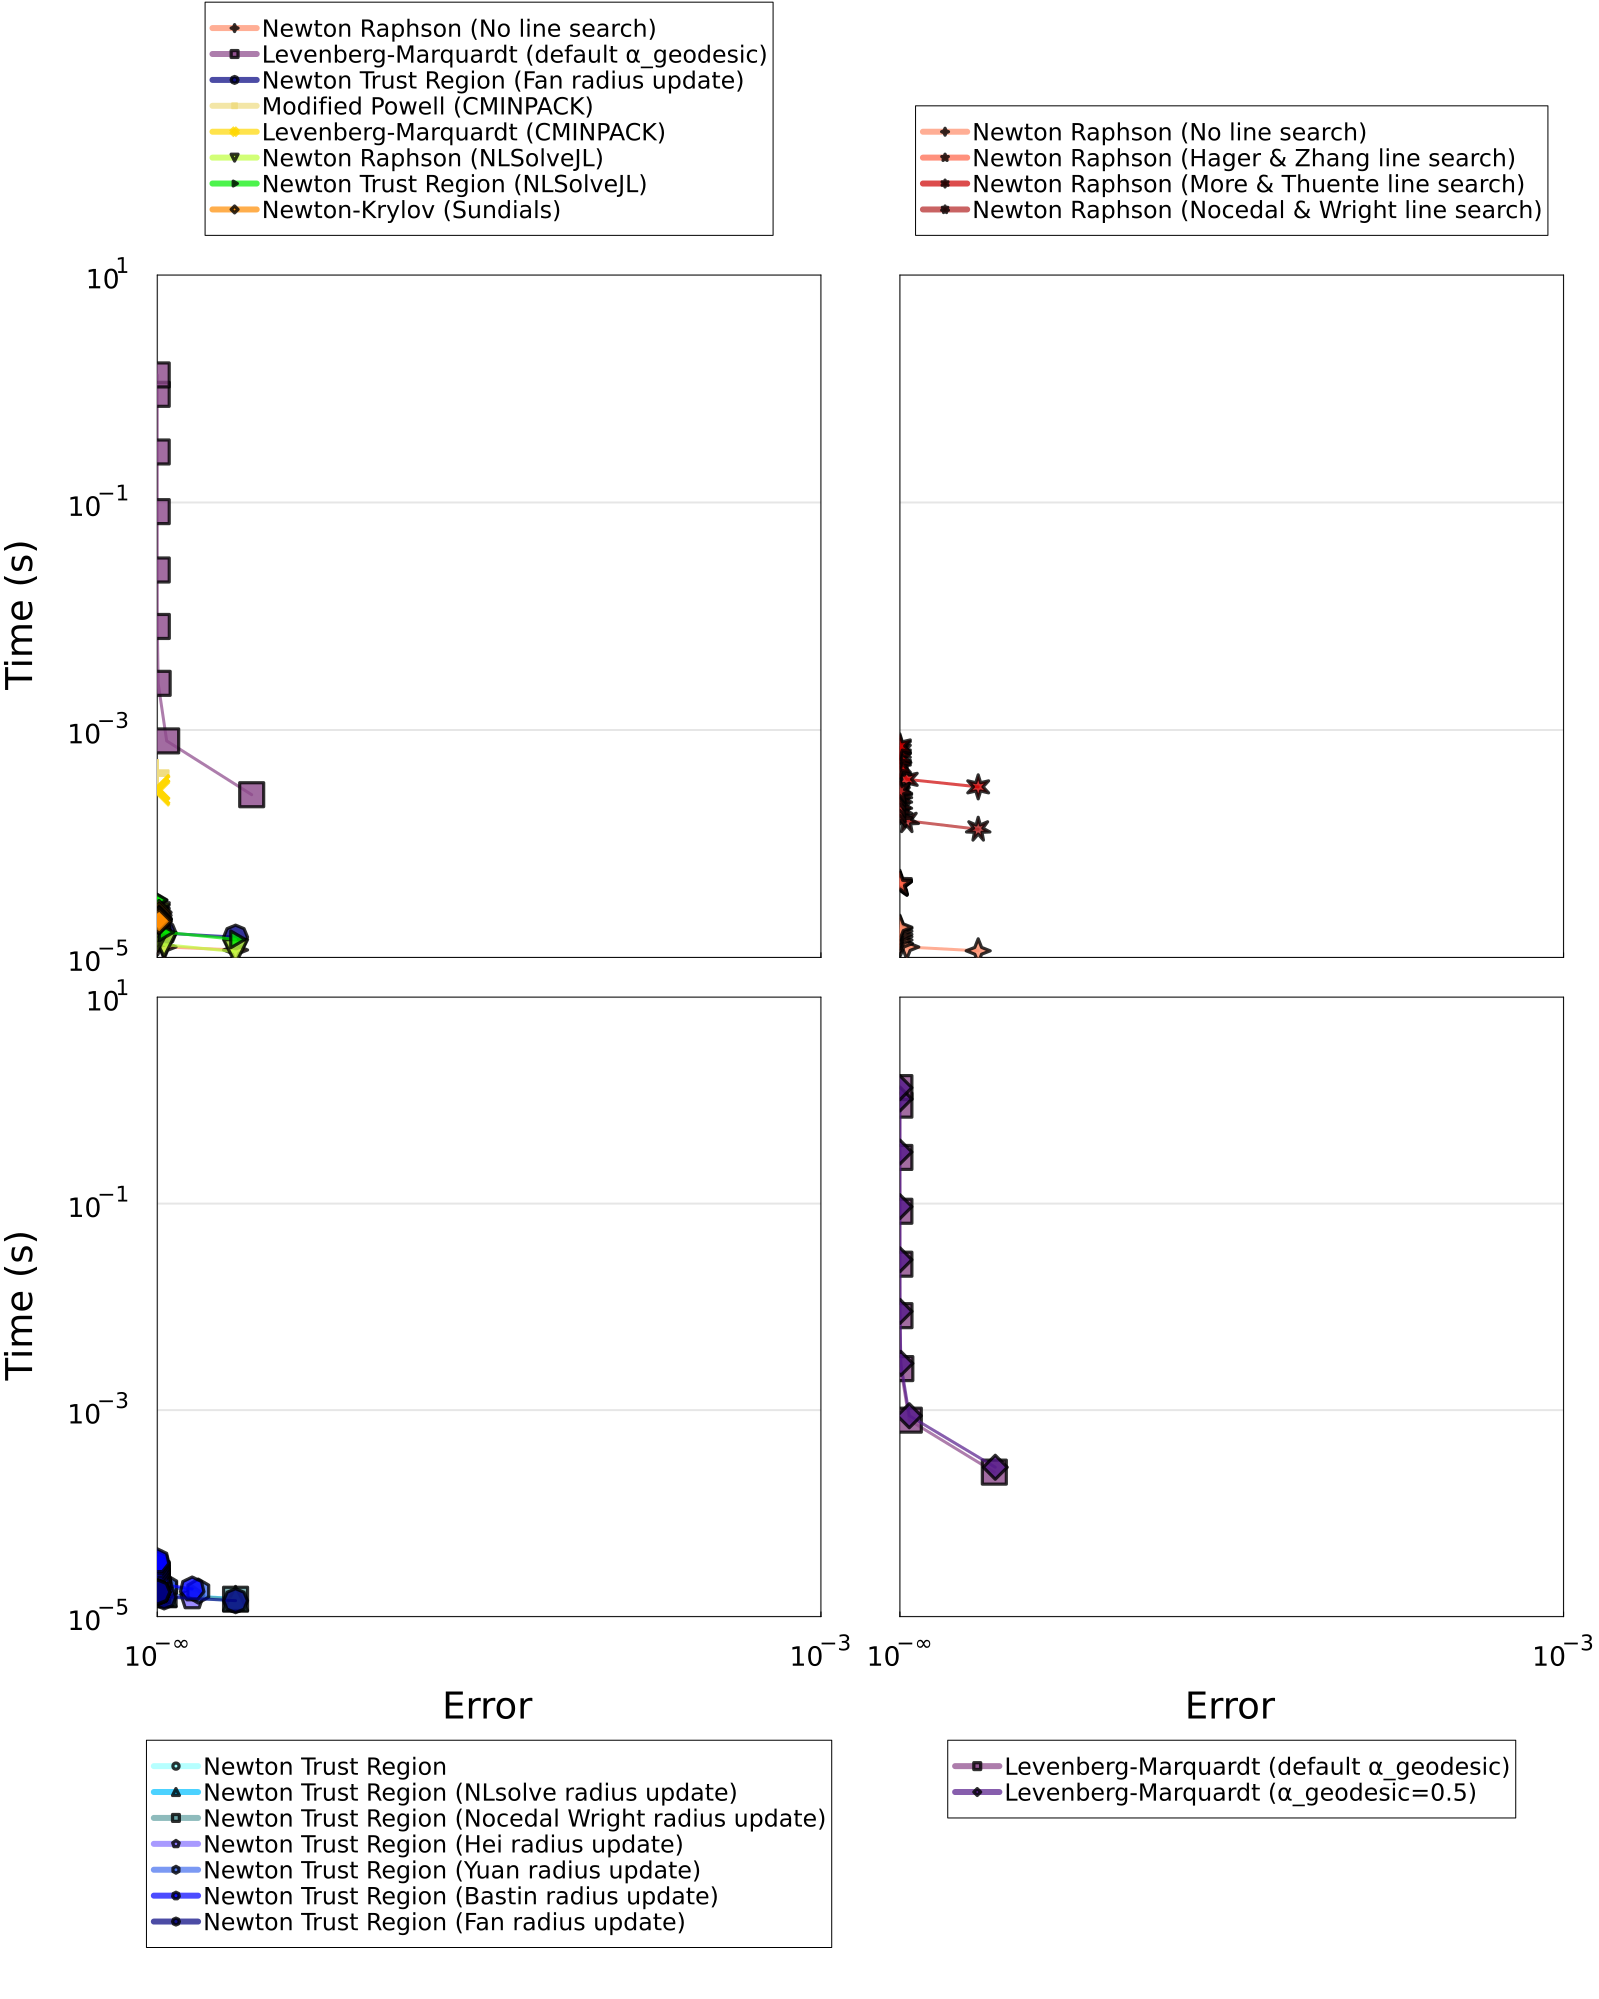 Newton Raphson (No line search)
Levenberg-Marquardt (default α_geodesic)
Newton Trust Region (Fan radius update)
Modified Powell (CMINPACK)
Levenberg-Marquardt (CMINPACK)
Newton Raphson (NLSolveJL)
Newton Trust Region (NLSolveJL)
Newton-Krylov (Sundials)
Newton Raphson (No line search)
Newton Raphson (Hager & Zhang line search)
Newton Raphson (More & Thuente line search)
Newton Raphson (Nocedal & Wright line search)
10¹
10⁻¹
10⁻³
10⁻⁵
Time (s)
10¹
10⁻¹
10⁻³
10⁻⁵
Time (s)
10^−∞
10⁻³
10^−∞
10⁻³
Error
Error
Newton Trust Region
Newton Trust Region (NLsolve radius update)
Newton Trust Region (Nocedal Wright radius update)
Newton Trust Region (Hei radius update)
Newton Trust Region (Yuan radius update)
Newton Trust Region (Bastin radius update)
Newton Trust Region (Fan radius update)
Levenberg-Marquardt (default α_geodesic)
Levenberg-Marquardt (α_geodesic=0.5)